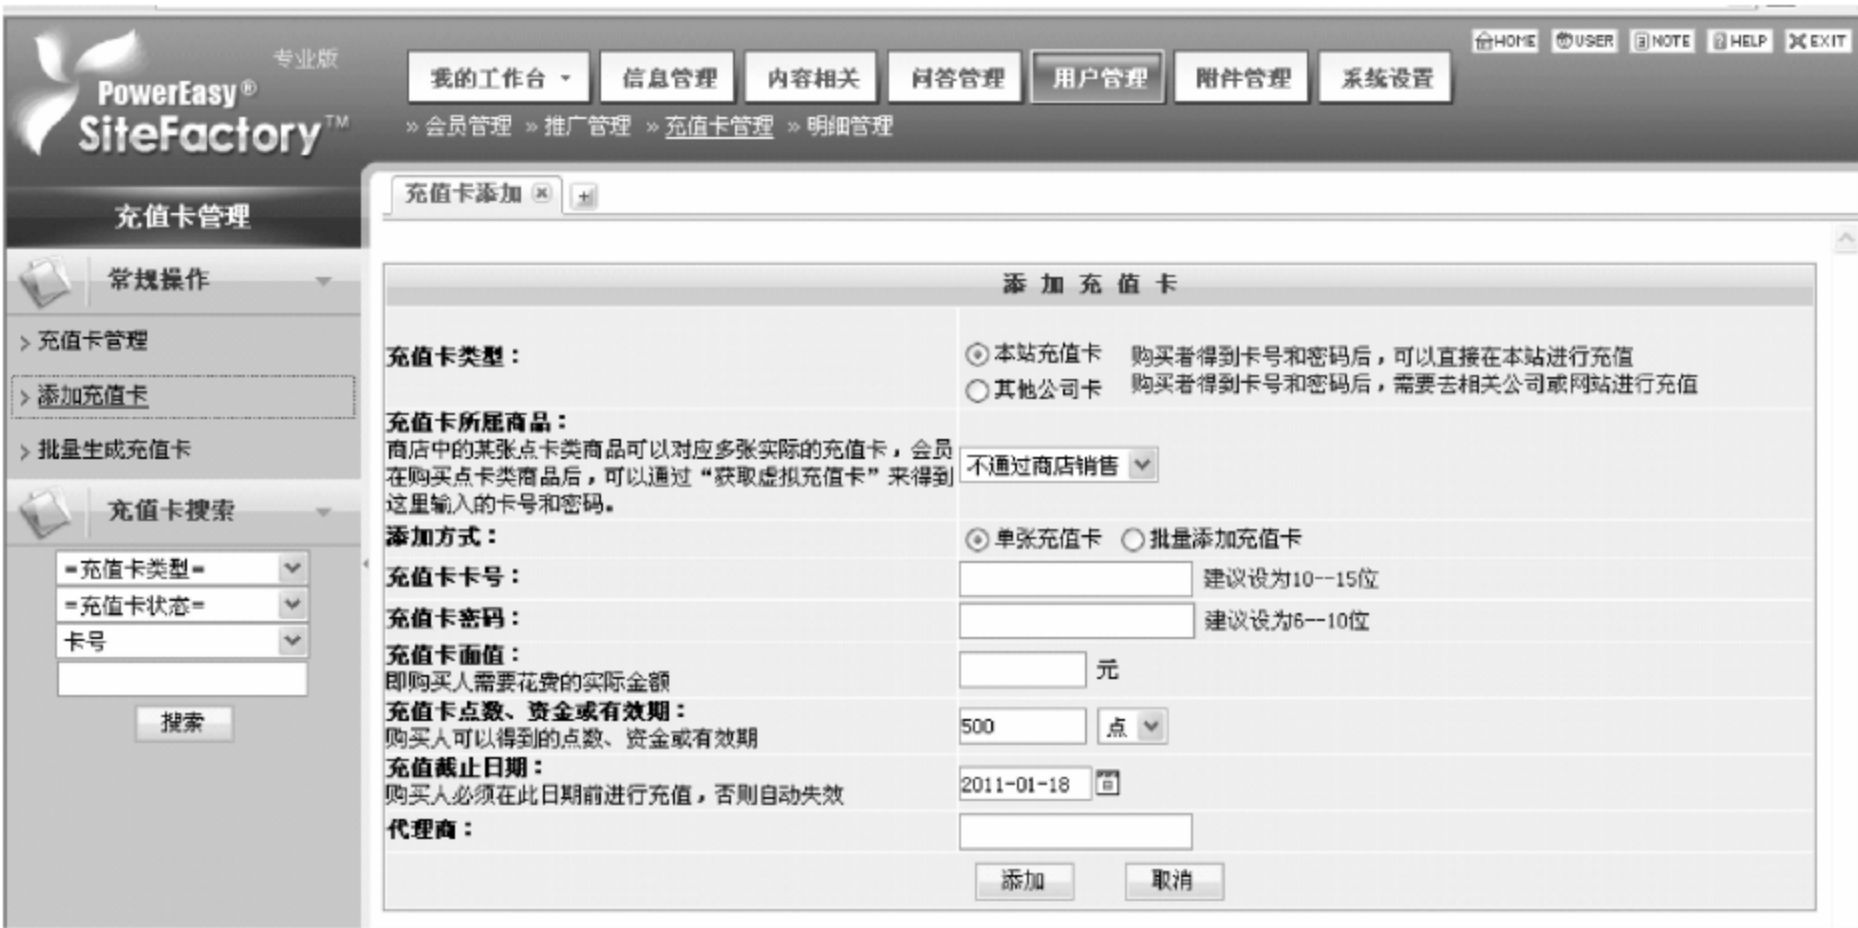 专业版
PowerEasy®
SiteFactory™
HOME USER NOTE HELP EXIT
我的工作台 信息管理 内容相关 问答管理 用户管理 附件管理 系统设置
» 会员管理 » 推广管理 » 充值卡管理 » 明细管理
充值卡管理
常规操作
> 充值卡管理
> 添加充值卡
> 批量生成充值卡
充值卡搜索
=充值卡类型=
=充值卡状态=
卡号
搜索
充值卡添加
添加充值卡
充值卡类型：
本站充值卡 购买者得到卡号和密码后，可以直接在本站进行充值
其他公司卡 购买者得到卡号和密码后，需要去相关公司或网站进行充值
充值卡所属商品：
商店中的某张点卡类商品可以对应多张实际的充值卡，会员
在购买点卡类商品后，可以通过“获取虚拟充值卡”来得到
这里输入的卡号和密码。
不通过商店销售
添加方式： 单张充值卡 批量添加充值卡
充值卡卡号： 建议设为10--15位
充值卡密码： 建议设为6--10位
充值卡面值：
即购买人需要花费的实际金额
元
充值卡点数、资金或有效期：
购买人可以得到的点数、资金或有效期
500 点
充值截止日期：
购买人必须在此日期前进行充值，否则自动失效
2011-01-18
代理商：
添加 取消